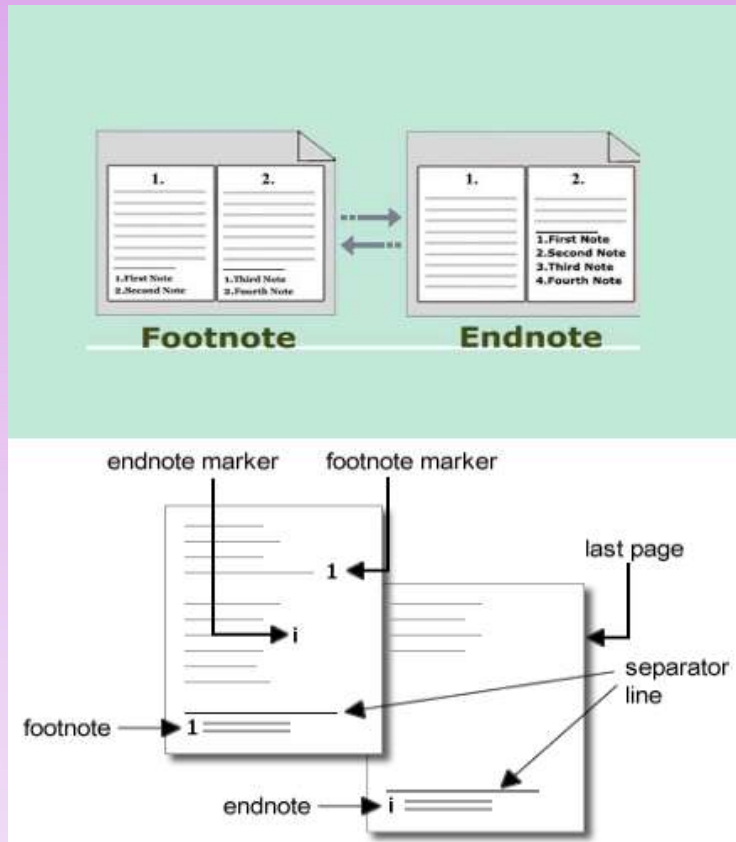 1.
1.First Note
2.Second Note
2.
1.Third Note
2.Fourth Note
Footnote
1.
2.
1.First Note
2.Second Note
3.Third Note
4.Fourth Note
Endnote
endnote marker
footnote marker
last page
1
i
separator
line
footnote
1
endnote
i